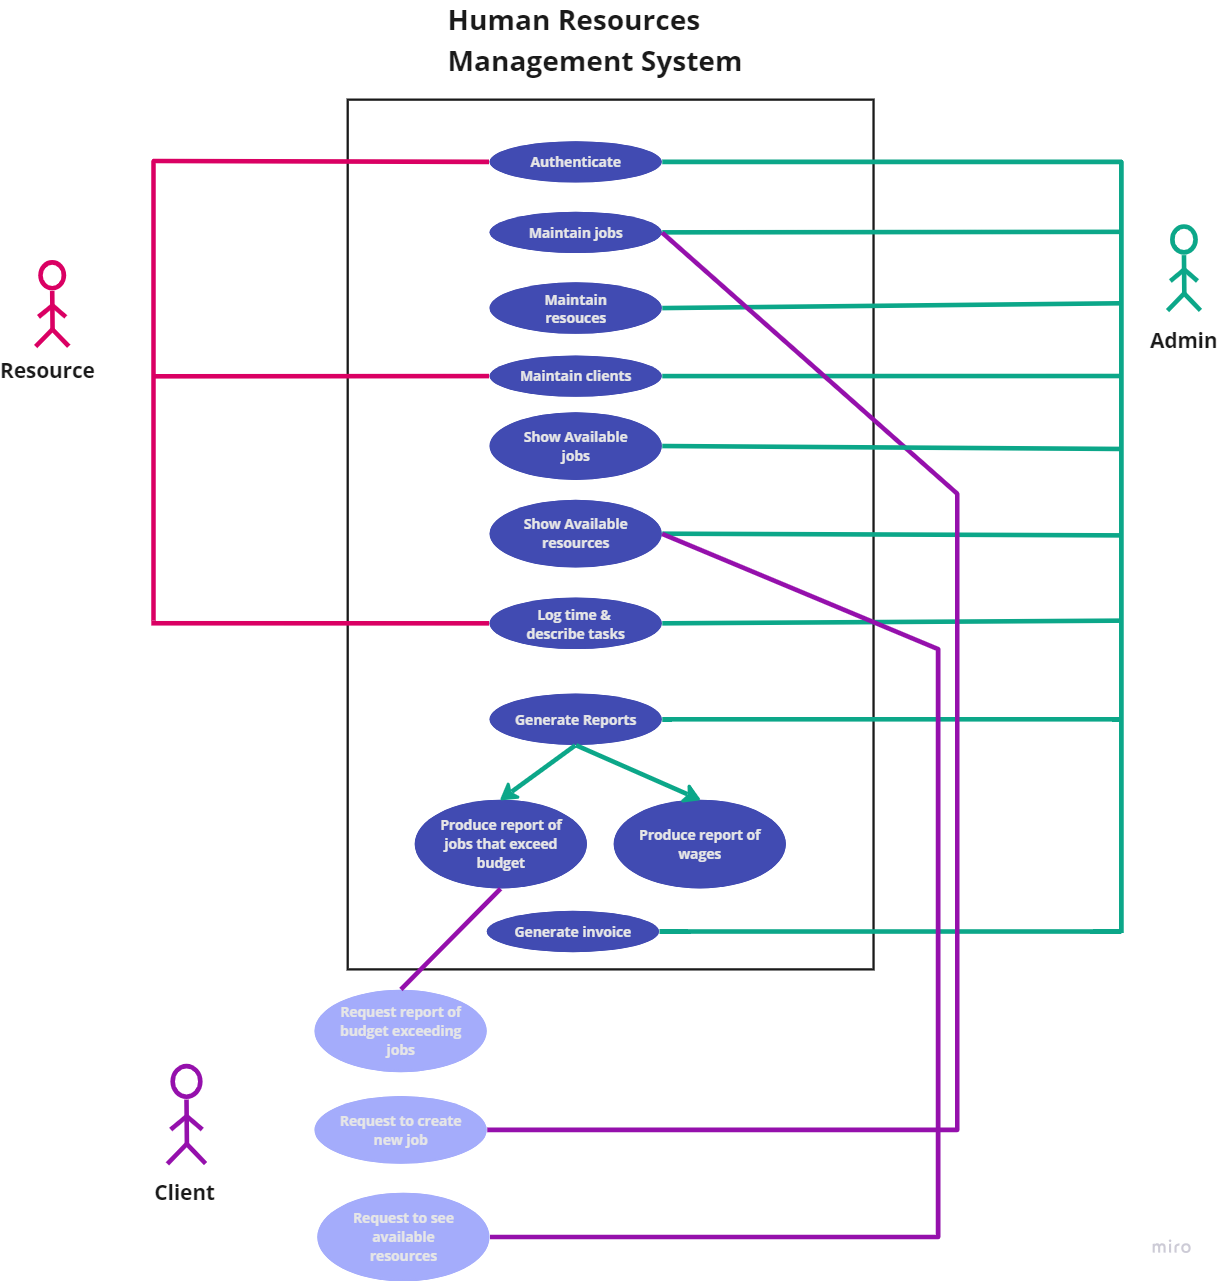 Human Resources
Management System
Authenticate
Maintain jobs
Maintain
resouces
Maintain clients
Show Available
jobs
Show Available
resources
Log time &
describe tasks
Generate Reports
Produce report of
jobs that exceed
budget
Produce report of
wages
Generate invoice
Resource
Admin
Request report of
budget exceeding
jobs
Request to create
new job
Client
Request to see
available
resources
miro